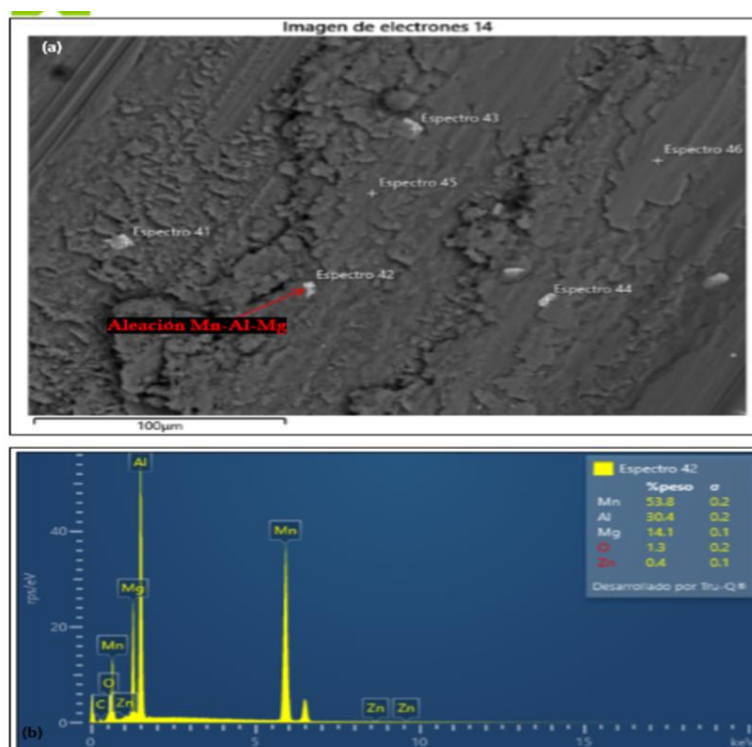 Imagen de electrones 14
(a)
Espectro 43
Espectro 46
Espectro 45
Espectro 41
Espectro 42
Espectro 44
Aleación Mn-Al-Mg
100µm
Espectro 42
%peso σ
Mn 53.8 0.2
Al 30.4 0.2
Mg 14.1 0.1
O 1.3 0.2
Zn 0.4 0.1
Desarrollado por Tru-Q®
Al
Mn
Mg
Mn
O
C Zn
Zn Zn
40
20
0
rps/eV
0 5 10 15
(b)